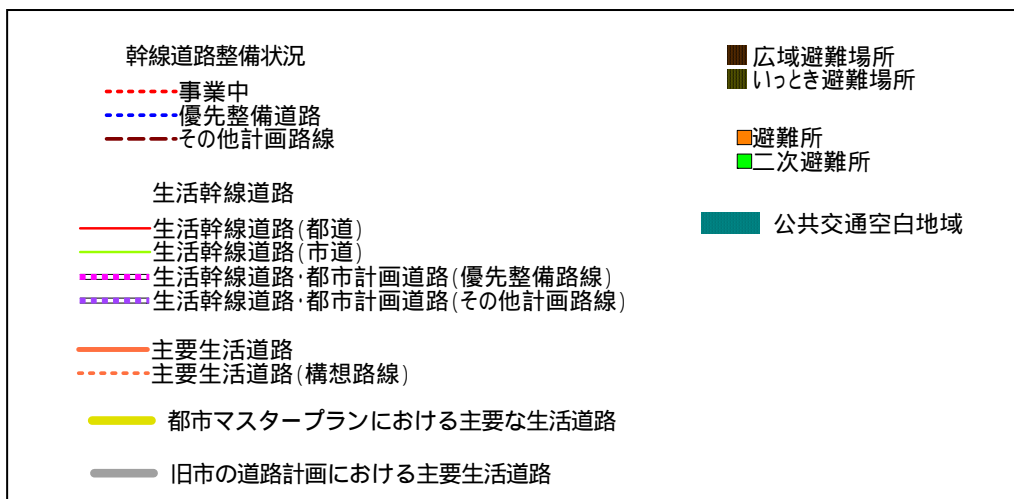 幹線道路整備状況
事業中
優先整備道路
その他計画路線
生活幹線道路
生活幹線道路(都道)
生活幹線道路(市道)
生活幹線道路・都市計画道路(優先整備路線)
生活幹線道路・都市計画道路(その他計画路線)
主要生活道路
主要生活道路(構想路線)
都市マスタープランにおける主要な生活道路
旧市の道路計画における主要生活道路
広域避難場所
いっとき避難場所
避難所
二次避難所
公共交通空白地域